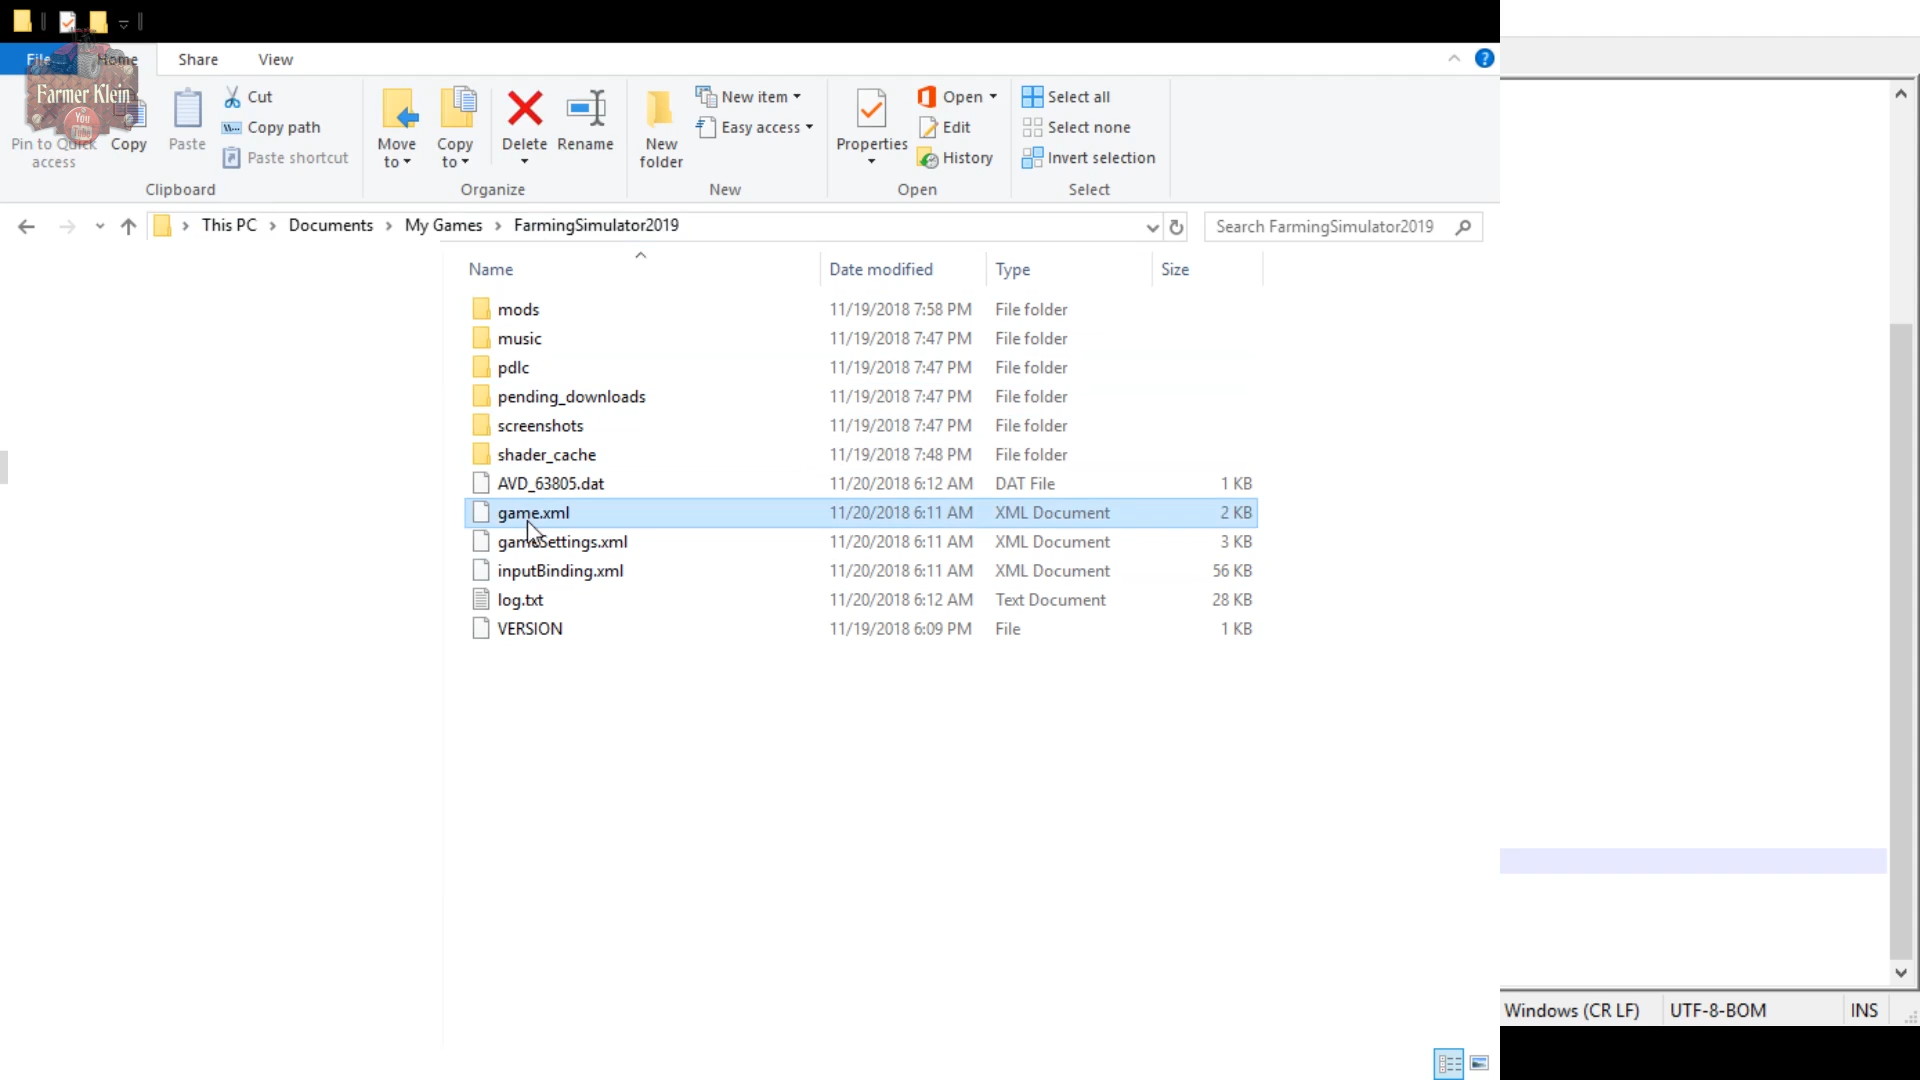 File Home Share View
Farmer Klein
You
Tube
Pin to Quick
access
Copy
Paste
Cut
Copy path
Paste shortcut
Clipboard
Move
to
Copy
to
Delete
Rename
Organize
New
folder
New item
Easy access
New
Properties
Open
Edit
History
Open
Select all
Select none
Invert selection
Select
This PC > Documents > My Games > FarmingSimulator2019
Search FarmingSimulator2019
Name Date modified Type Size
mods 11/19/2018 7:58 PM File folder
music 11/19/2018 7:47 PM File folder
pdlc 11/19/2018 7:47 PM File folder
pending_downloads 11/19/2018 7:47 PM File folder
screenshots 11/19/2018 7:47 PM File folder
shader_cache 11/19/2018 7:48 PM File folder
AVD_63805.dat 11/20/2018 6:12 AM DAT File 1 KB
game.xml 11/20/2018 6:11 AM XML Document 2 KB
gameSettings.xml 11/20/2018 6:11 AM XML Document 3 KB
inputBinding.xml 11/20/2018 6:11 AM XML Document 56 KB
log.txt 11/20/2018 6:12 AM Text Document 28 KB
VERSION 11/19/2018 6:09 PM File 1 KB
Windows (CR LF) UTF-8-BOM INS